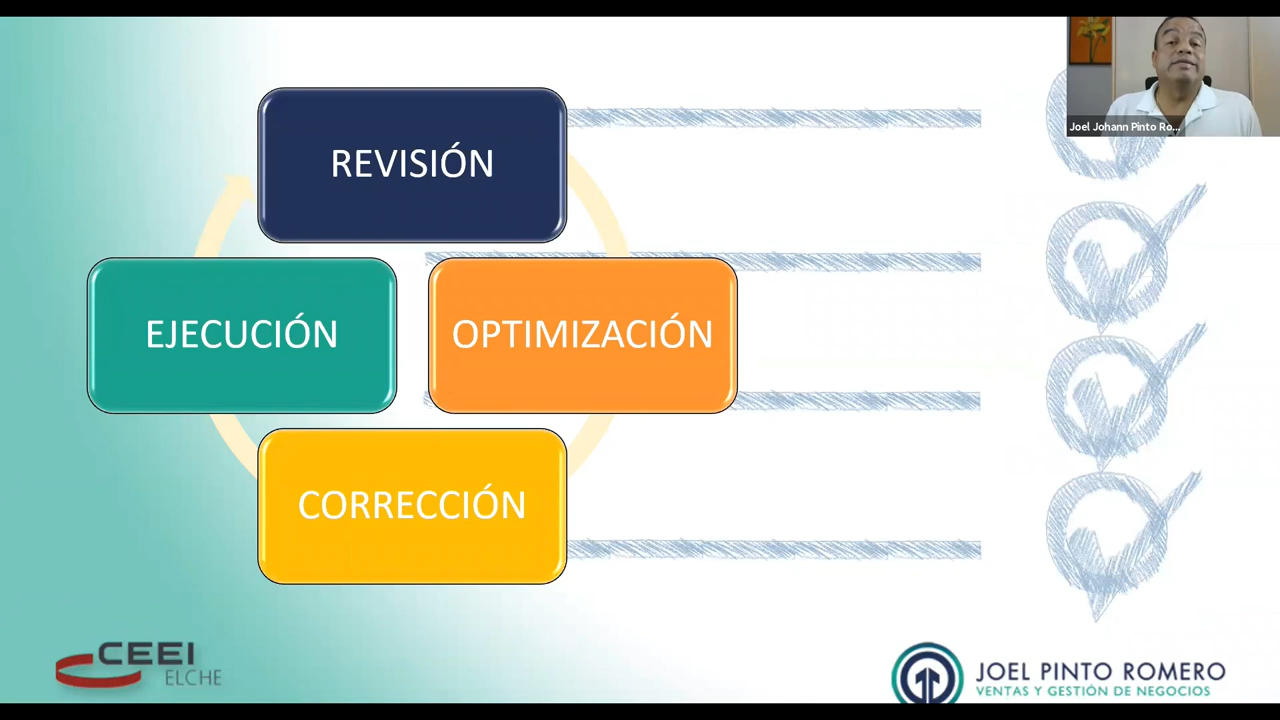 Joel Johann Pinto Ro...
REVISIÓN
EJECUCIÓN
OPTIMIZACIÓN
CORRECCIÓN
CEEI
ELCHE
JOEL PINTO ROMERO
VENTAS Y GESTIÓN DE NEGOCIOS